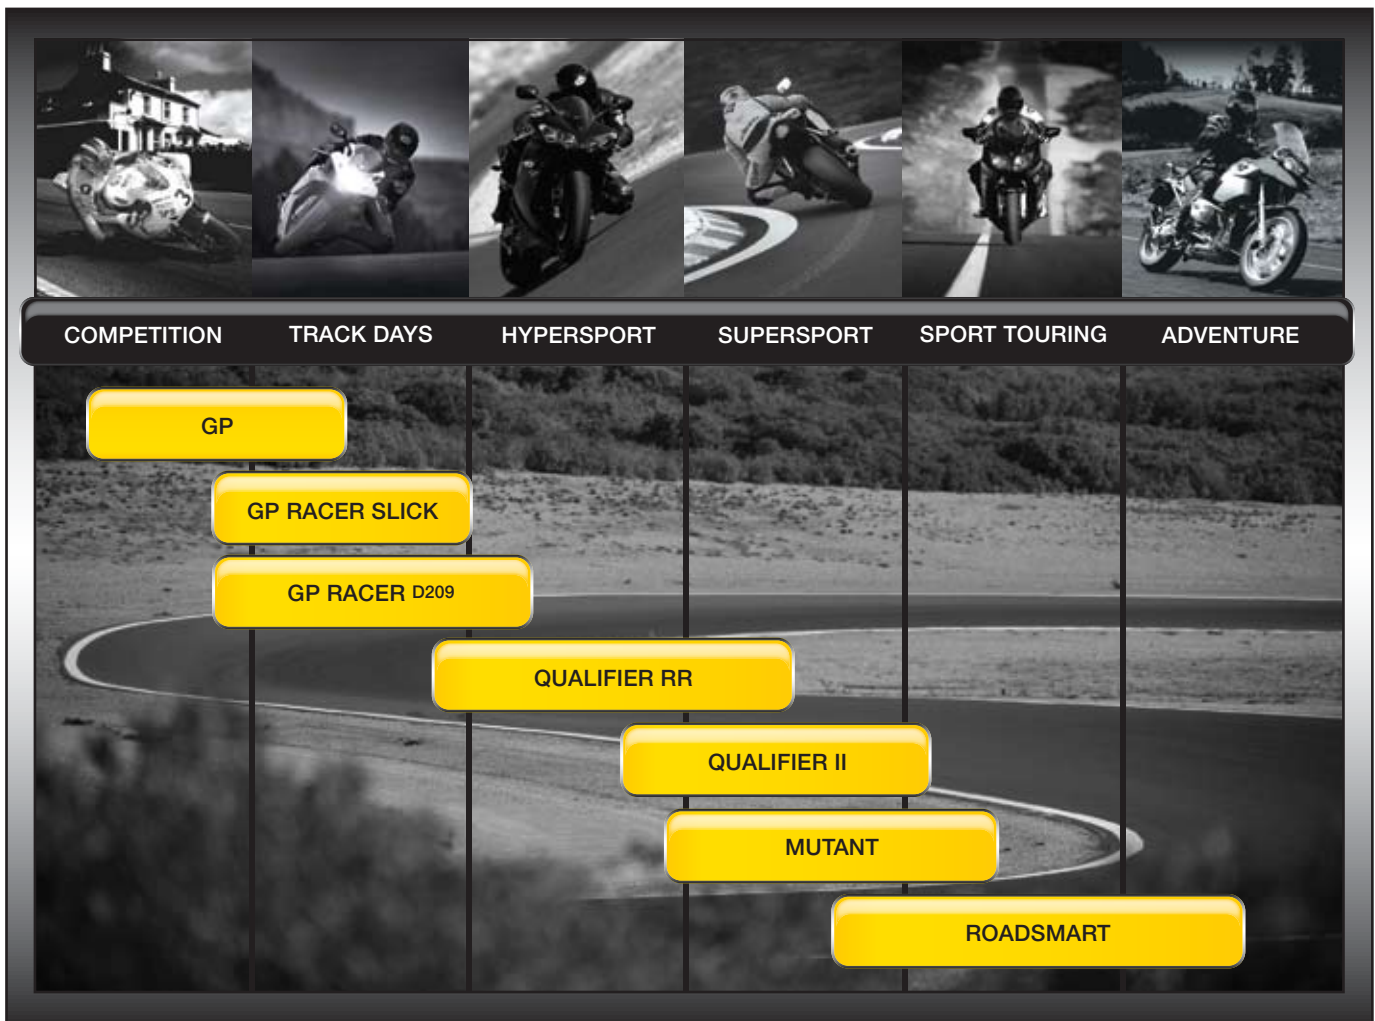 COMPETITION
TRACK DAYS
HYPERSPORT
SUPERSPORT
SPORT TOURING
ADVENTURE
GP
GP RACER SLICK
GP RACER D209
QUALIFIER RR
QUALIFIER II
MUTANT
ROADSMART